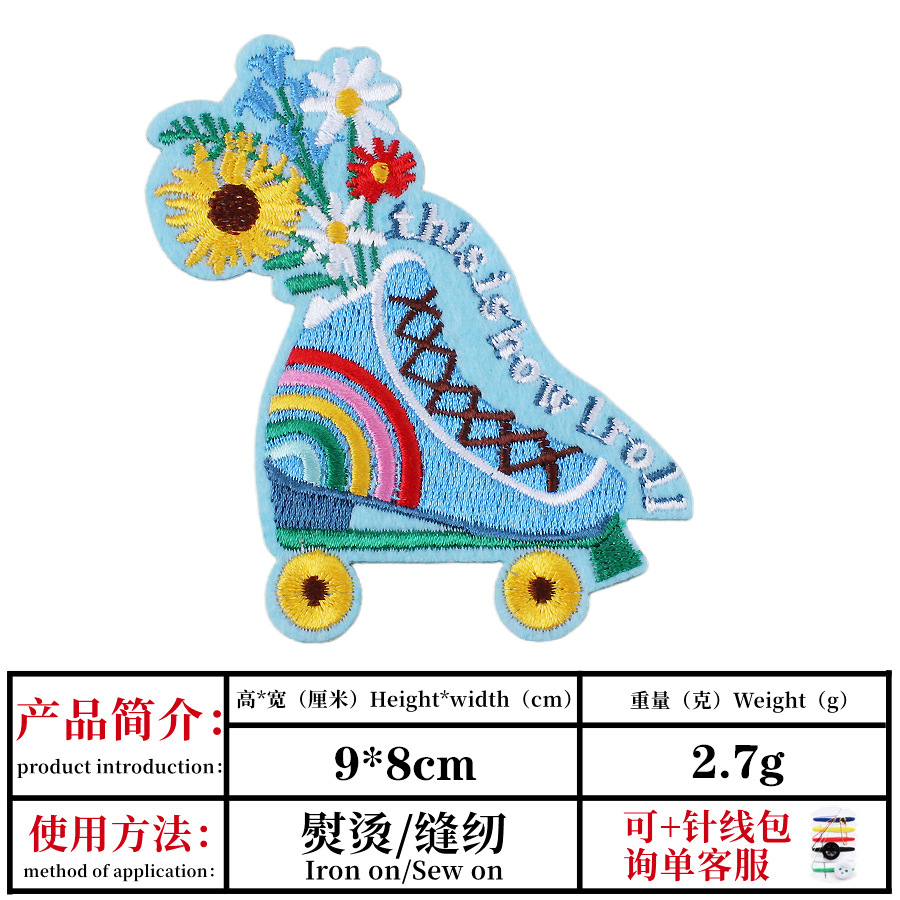 this is how I roll
产品简介：
product introduction：
高*宽（厘米）Height*width（cm）
重量（克）Weight（g）
9*8cm
2.7g
使用方法：
method of application：
熨烫/缝纫
Iron on/Sew on
可+针线包
询单客服